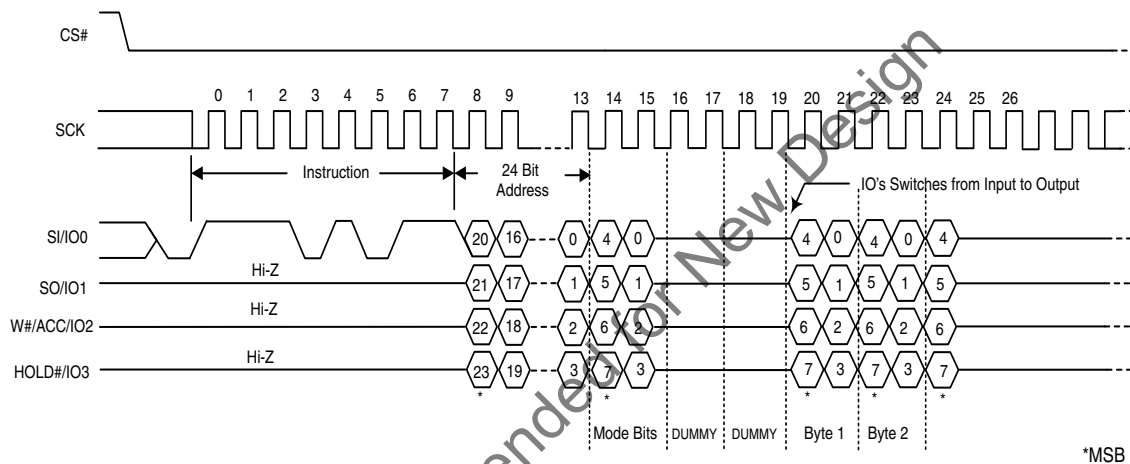 CS#
0 1 2 3 4 5 6 7 8 9 13 14 15 16 17 18 19 20 21 22 23 24 25 26
SCK
Instruction
24 Bit
Address
IO's Switches from Input to Output
SI/IO0 20 16 0 4 0 4 0 4 0 4
Hi-Z
SO/IO1 21 17 1 5 1 5 1 5 1 5
Hi-Z
W#/ACC/IO2 22 18 2 6 2 6 2 6 2 6
Hi-Z
HOLD#/IO3 23 19 3 7 3 7 3 7 3 7
* * * * *
Mode Bits DUMMY DUMMY Byte 1 Byte 2
*MSB
ended for New Design